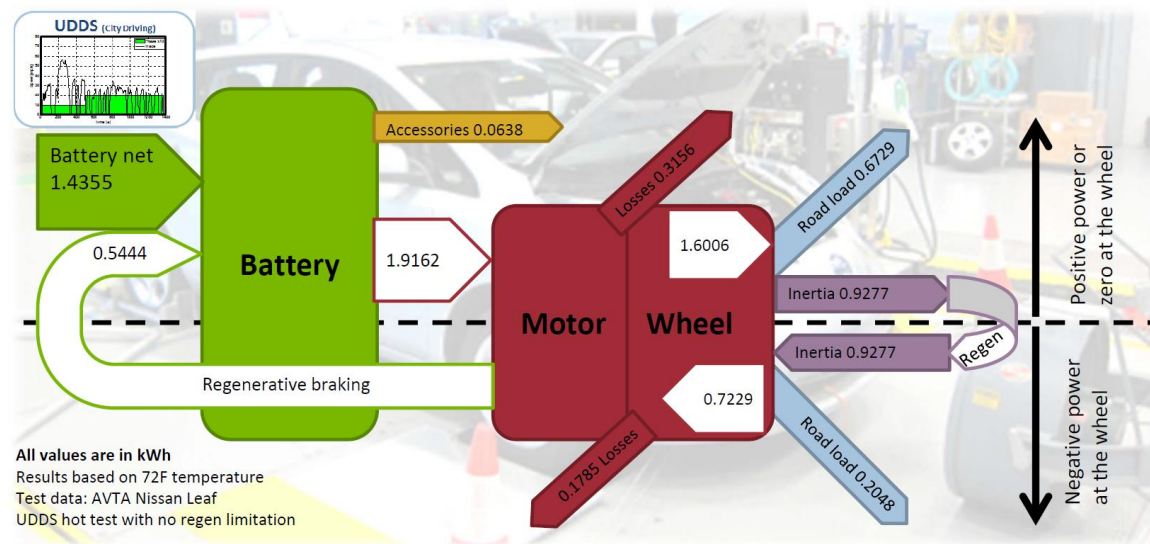 UDDS (City Driving)
Battery net
1.4355
0.5444
Battery
Accessories 0.0638
1.9162
Losses 0.3156
1.6006
Road load 0.6729
Inertia 0.9277
Motor
Wheel
Inertia 0.9277
Regen
Regenerative braking
0.7229
0.1785 Losses
Road load 0.2048
Positive power or
zero at the wheel
Negative power
at the wheel
All values are in kWh
Results based on 72F temperature
Test data: AVTA Nissan Leaf
UDDS hot test with no regen limitation